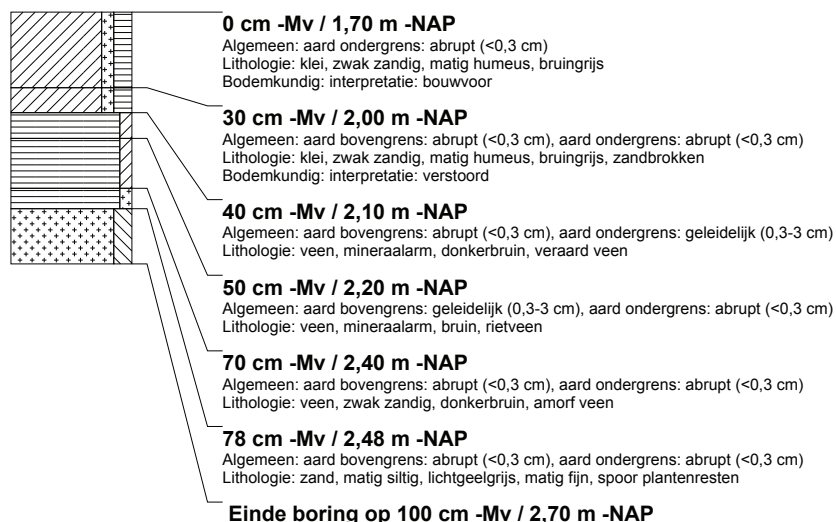 0 cm -Mv / 1,70 m -NAP
Algemeen: aard ondergrens: abrupt (<0,3 cm)
Lithologie: klei, zwak zandig, matig humeus, bruingrijs
Bodemkundig: interpretatie: bouwvoor
30 cm -Mv / 2,00 m -NAP
Algemeen: aard bovengrens: abrupt (<0,3 cm), aard ondergrens: abrupt (<0,3 cm)
Lithologie: klei, zwak zandig, matig humeus, bruingrijs, zandbrokken
Bodemkundig: interpretatie: verstoord
40 cm -Mv / 2,10 m -NAP
Algemeen: aard bovengrens: abrupt (<0,3 cm), aard ondergrens: geleidelijk (0,3-3 cm)
Lithologie: veen, mineraalarm, donkerbruin, veraard veen
50 cm -Mv / 2,20 m -NAP
Algemeen: aard bovengrens: geleidelijk (0,3-3 cm), aard ondergrens: abrupt (<0,3 cm)
Lithologie: veen, mineraalarm, bruin, rietveen
70 cm -Mv / 2,40 m -NAP
Algemeen: aard bovengrens: abrupt (<0,3 cm), aard ondergrens: abrupt (<0,3 cm)
Lithologie: veen, zwak zandig, donkerbruin, amorf veen
78 cm -Mv / 2,48 m -NAP
Algemeen: aard bovengrens: abrupt (<0,3 cm), aard ondergrens: abrupt (<0,3 cm)
Lithologie: zand, matig siltig, lichtgeelgrijs, matig fijn, spoor plantenresten
Einde boring op 100 cm -Mv / 2,70 m -NAP